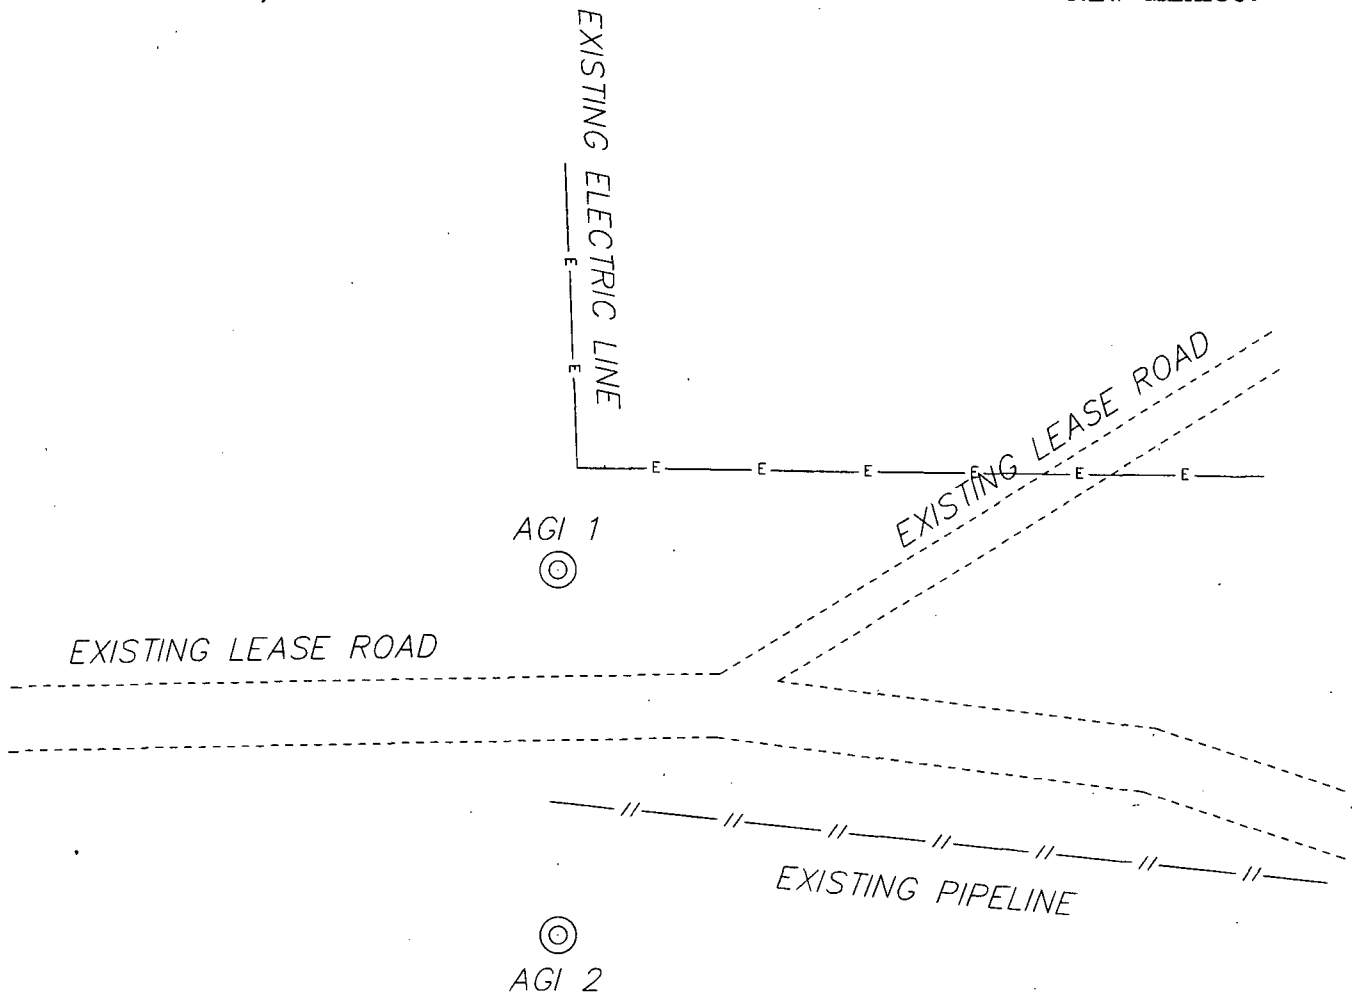 EXISTING ELECTRIC LINE
E
E
E E E E E E
EXISTING LEASE ROAD
AGI 1
EXISTING LEASE ROAD
// // // // // // //
EXISTING PIPELINE
AGI 2